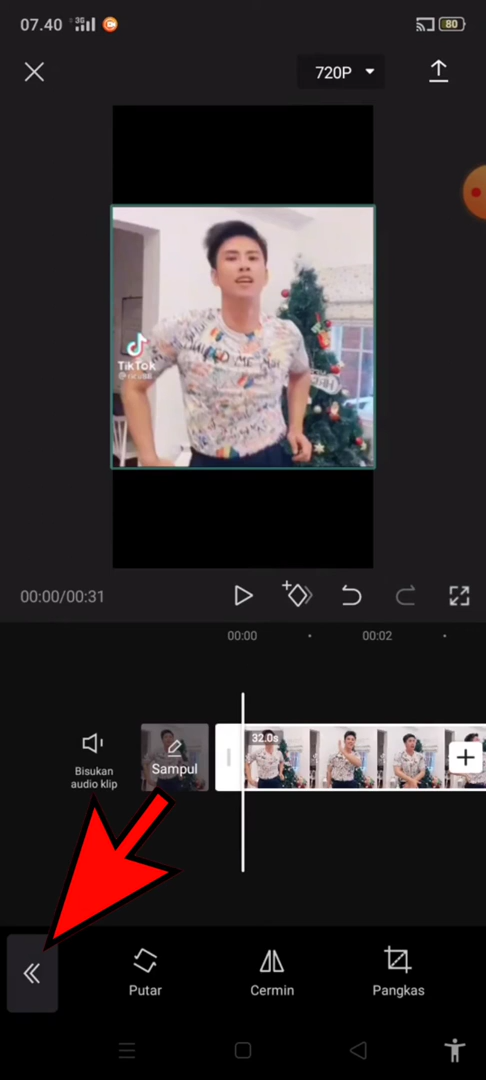 07.40
3G
80
720P
TikTok
00:00/00:31
00:00
00:02
32.0s
Bisukan
audio klip
Sampul
Putar
Cermin
Pangkas